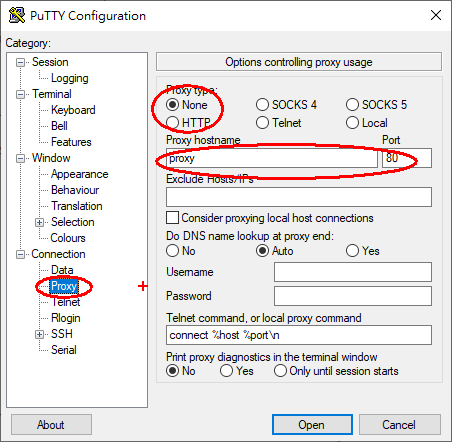 PuTTY Configuration
Category:
Session
Logging
Terminal
Keyboard
Bell
Features
Window
Appearance
Behaviour
Translation
Selection
Colours
Connection
Data
Proxy
Telnet
Rlogin
SSH
Serial
Options controlling proxy usage
Proxy type:
None SOCKS 4 SOCKS 5
HTTP Telnet Local
Proxy hostname Port
proxy 80
Exclude Hosts/IPs
Consider proxying local host connections
Do DNS name lookup at proxy end:
No Auto Yes
Username
Password
Telnet command, or local proxy command
connect %host %port\n
Print proxy diagnostics in the terminal window
No Yes Only until session starts
About Open Cancel